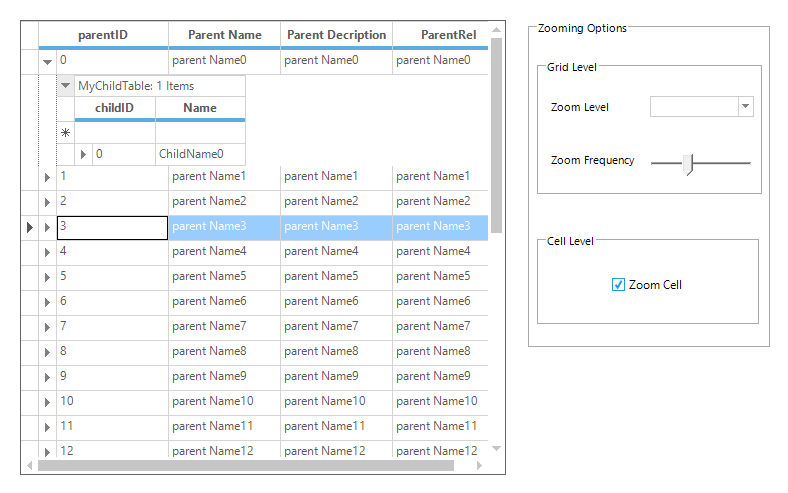 parentID Parent Name Parent Decription ParentRel
0 parent Name0 parent Name0 parent Name0
MyChildTable: 1 Items
childID Name
0 ChildName0
1 parent Name1 parent Name1 parent Name1
2 parent Name2 parent Name2 parent Name2
3 parent Name3 parent Name3 parent Name3
4 parent Name4 parent Name4 parent Name4
5 parent Name5 parent Name5 parent Name5
6 parent Name6 parent Name6 parent Name6
7 parent Name7 parent Name7 parent Name7
8 parent Name8 parent Name8 parent Name8
9 parent Name9 parent Name9 parent Name9
10 parent Name10 parent Name10 parent Name10
11 parent Name11 parent Name11 parent Name11
12 parent Name12 parent Name12 parent Name12
Zooming Options
Grid Level
Zoom Level
Zoom Frequency
Cell Level
Zoom Cell